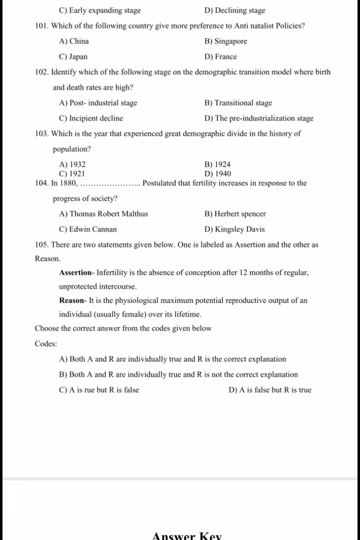 C) Early expanding stage D) Declining stage
101. Which of the following country give more preference to Anti natalist Policies?
A) China B) Singapore
C) Japan D) France
102. Identify which of the following stage on the demographic transition model where birth
and death rates are high?
A) Post- industrial stage B) Transitional stage
C) Incipient decline D) The pre-industrialization stage
103. Which is the year that experienced great demographic divide in the history of
population?
A) 1932 B) 1924
C) 1921 D) 1940
104. In 1880, ………………….. Postulated that fertility increases in response to the
progress of society?
A) Thomas Robert Malthus B) Herbert spencer
C) Edwin Cannan D) Kingsley Davis
105. There are two statements given below. One is labeled as Assertion and the other as
Reason.
Assertion- Infertility is the absence of conception after 12 months of regular,
unprotected intercourse.
Reason- It is the physiological maximum potential reproductive output of an
individual (usually female) over its lifetime.
Choose the correct answer from the codes given below
Codes:
A) Both A and R are individually true and R is the correct explanation
B) Both A and R are individually true and R is not the correct explanation
C) A is rue but R is false D) A is false but R is true
Answer Key